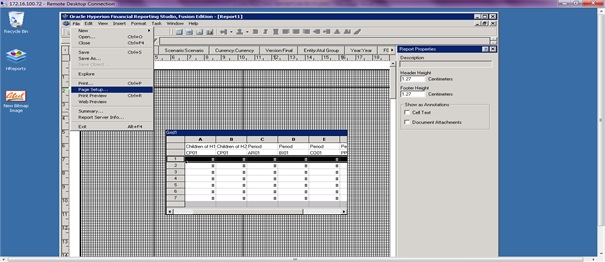 172.16.100.72 - Remote Desktop Connection
Recycle Bin
HReports
New Bitmap Image
Oracle Hyperion Financial Reporting Studio, Fusion Edition - [Report1]
File Edit View Insert Format Task Window Help
New
Open... Ctrl+O
Close Ctrl+F4
Save Ctrl+S
Save As...
Explore
Print... Ctrl+P
Page Setup...
Print Preview Ctrl+R
Web Preview
Summary...
Report Server Info...
Exit Alt+F4
Scenario:Scenario Currency:Currency Version:Final Entity:Atul Group Year:Year
Grid1
A B C D E
Children of H1 Children of H2 Period Period Period Pe
CP01 CP01 AR01 BI01 CO01 PP
1 # # # # #
2 # # # # #
3 # # # # #
4 # # # # #
5 # # # # #
6 # # # # #
7 # # # # #
Report Properties
Description
Header Height
1.27 Centimeters
Footer Height
1.27 Centimeters
Show as Annotations
Cell Text
Document Attachments